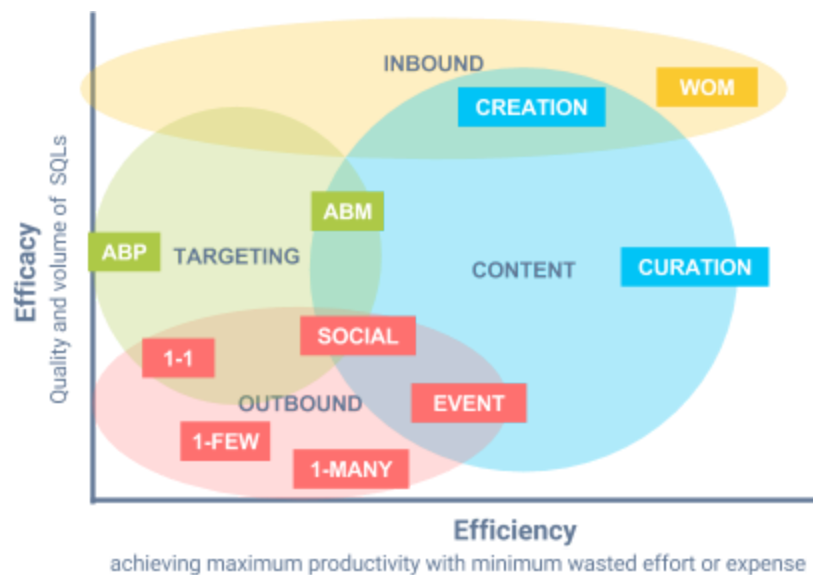 INBOUND
WOM
CREATION
ABM
ABP
TARGETING
CONTENT
CURATION
SOCIAL
1-1
OUTBOUND
EVENT
1-FEW
1-MANY
Efficacy
Quality and volume of SQLs
Efficiency
achieving maximum productivity with minimum wasted effort or expense